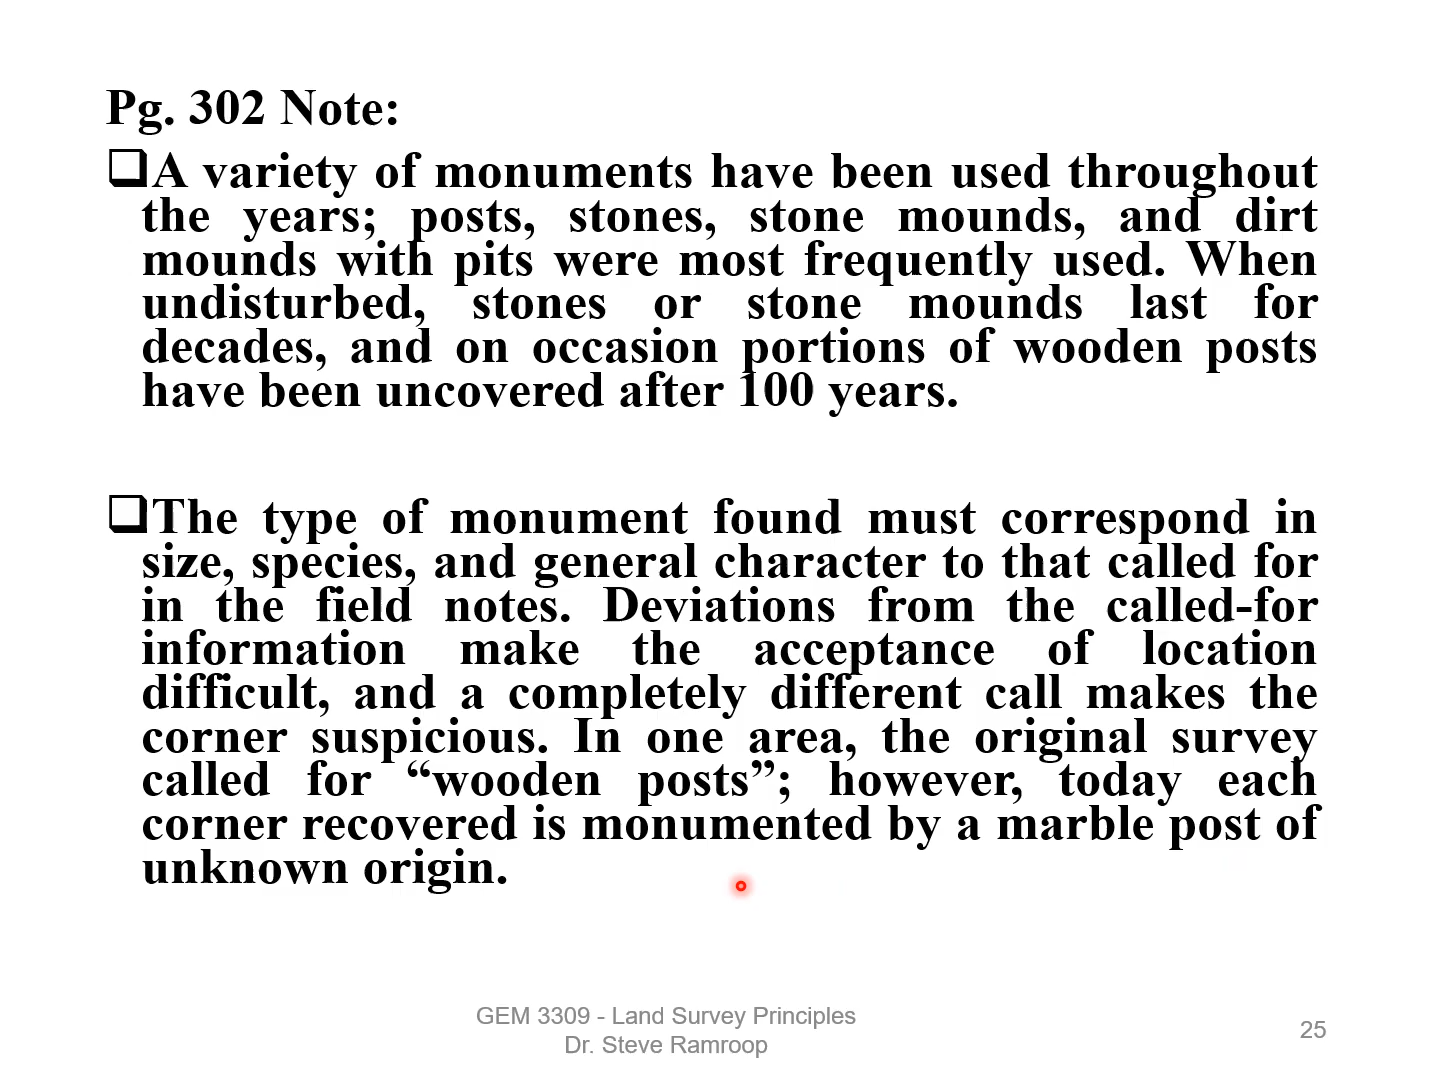 Pg. 302 Note:
❑A variety of monuments have been used throughout
the years; posts, stones, stone mounds, and dirt
mounds with pits were most frequently used. When
undisturbed, stones or stone mounds last for
decades, and on occasion portions of wooden posts
have been uncovered after 100 years.
❑The type of monument found must correspond in
size, species, and general character to that called for
in the field notes. Deviations from the called-for
information make the acceptance of location
difficult, and a completely different call makes the
corner suspicious. In one area, the original survey
called for “wooden posts”; however, today each
corner recovered is monumented by a marble post of
unknown origin.
GEM 3309 - Land Survey Principles
Dr. Steve Ramroop
25